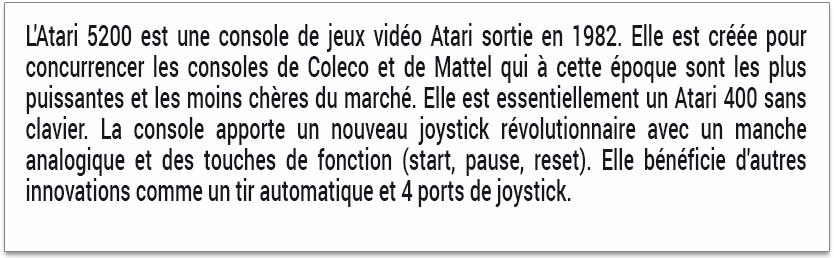 L'Atari 5200 est une console de jeux vidéo Atari sortie en 1982. Elle est créée pour
concurrencer les consoles de Coleco et de Mattel qui à cette époque sont les plus
puissantes et les moins chères du marché. Elle est essentiellement un Atari 400 sans
clavier. La console apporte un nouveau joystick révolutionnaire avec un manche
analogique et des touches de fonction (start, pause, reset). Elle bénéficie d'autres
innovations comme un tir automatique et 4 ports de joystick.